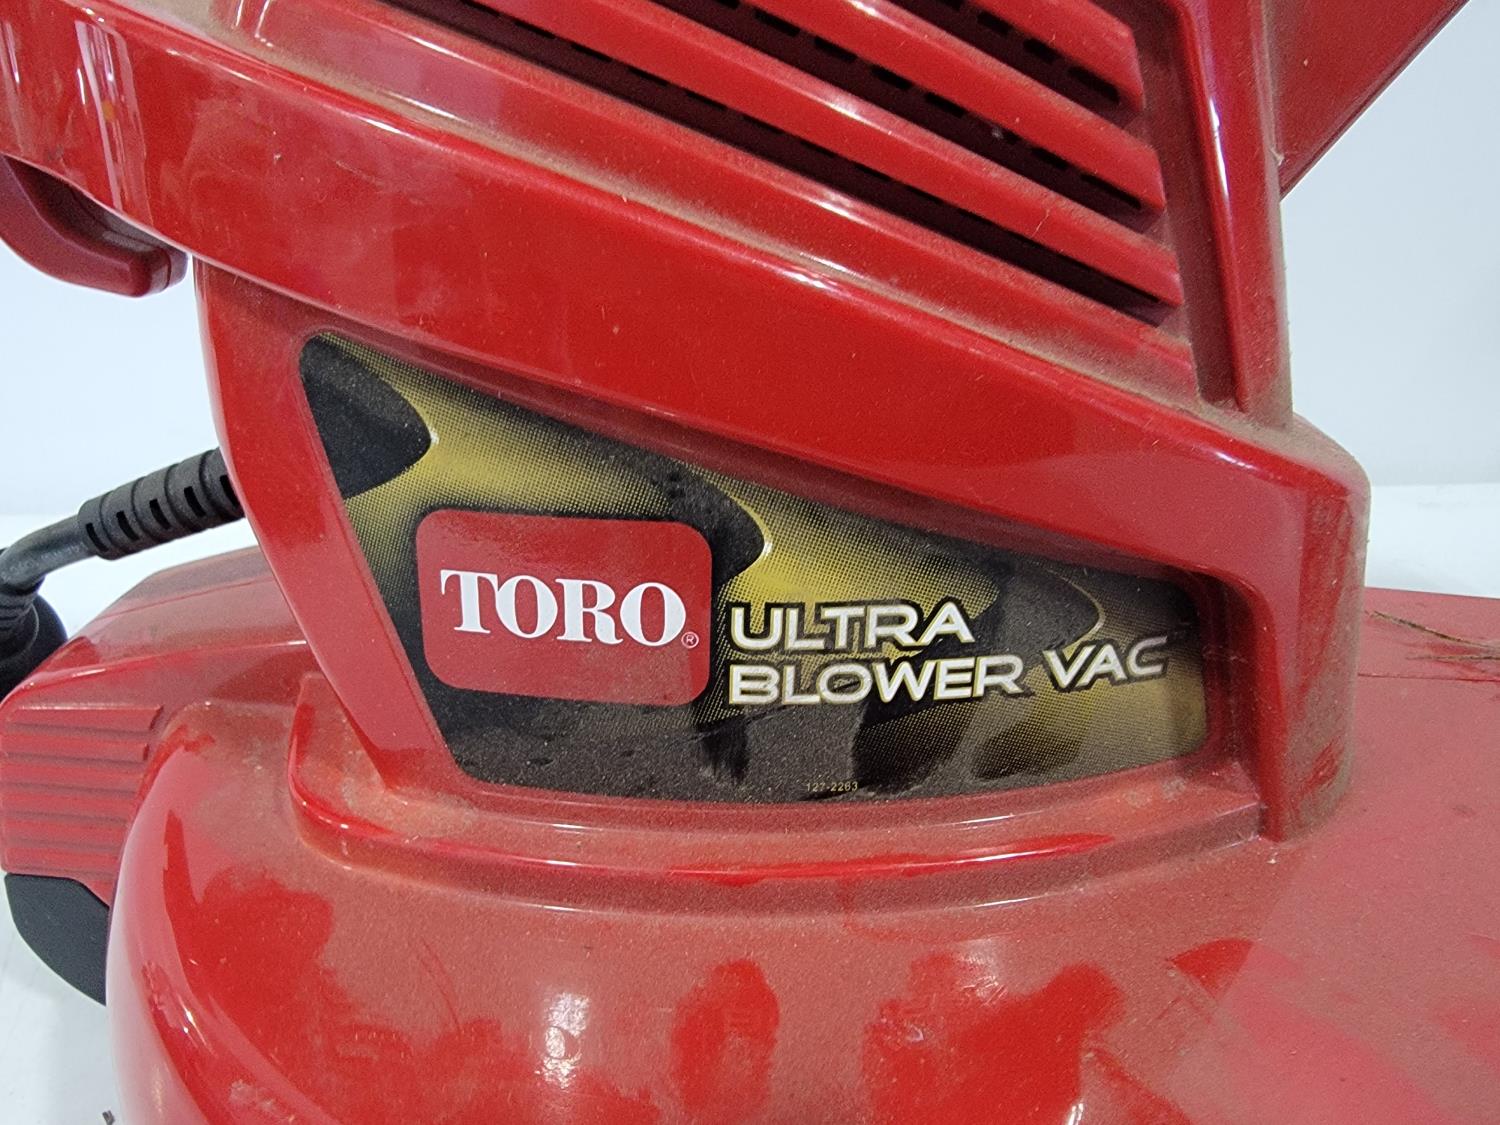 TORO®
ULTRA
BLOWER VAC
127-2263